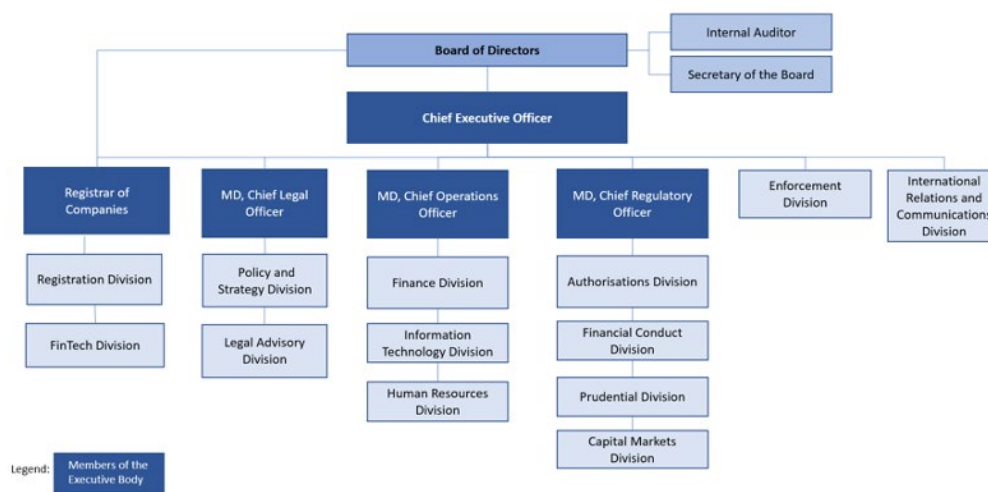 Board of Directors
Internal Auditor
Secretary of the Board
Chief Executive Officer
Registrar of
Companies
MD, Chief Legal
Officer
MD, Chief Operations
Officer
MD, Chief Regulatory
Officer
Enforcement
Division
International
Relations and
Communications
Division
Registration Division
FinTech Division
Policy and
Strategy Division
Legal Advisory
Division
Finance Division
Information
Technology Division
Human Resources
Division
Authorisations Division
Financial Conduct
Division
Prudential Division
Capital Markets
Division
Legend:
Members of the
Executive Body